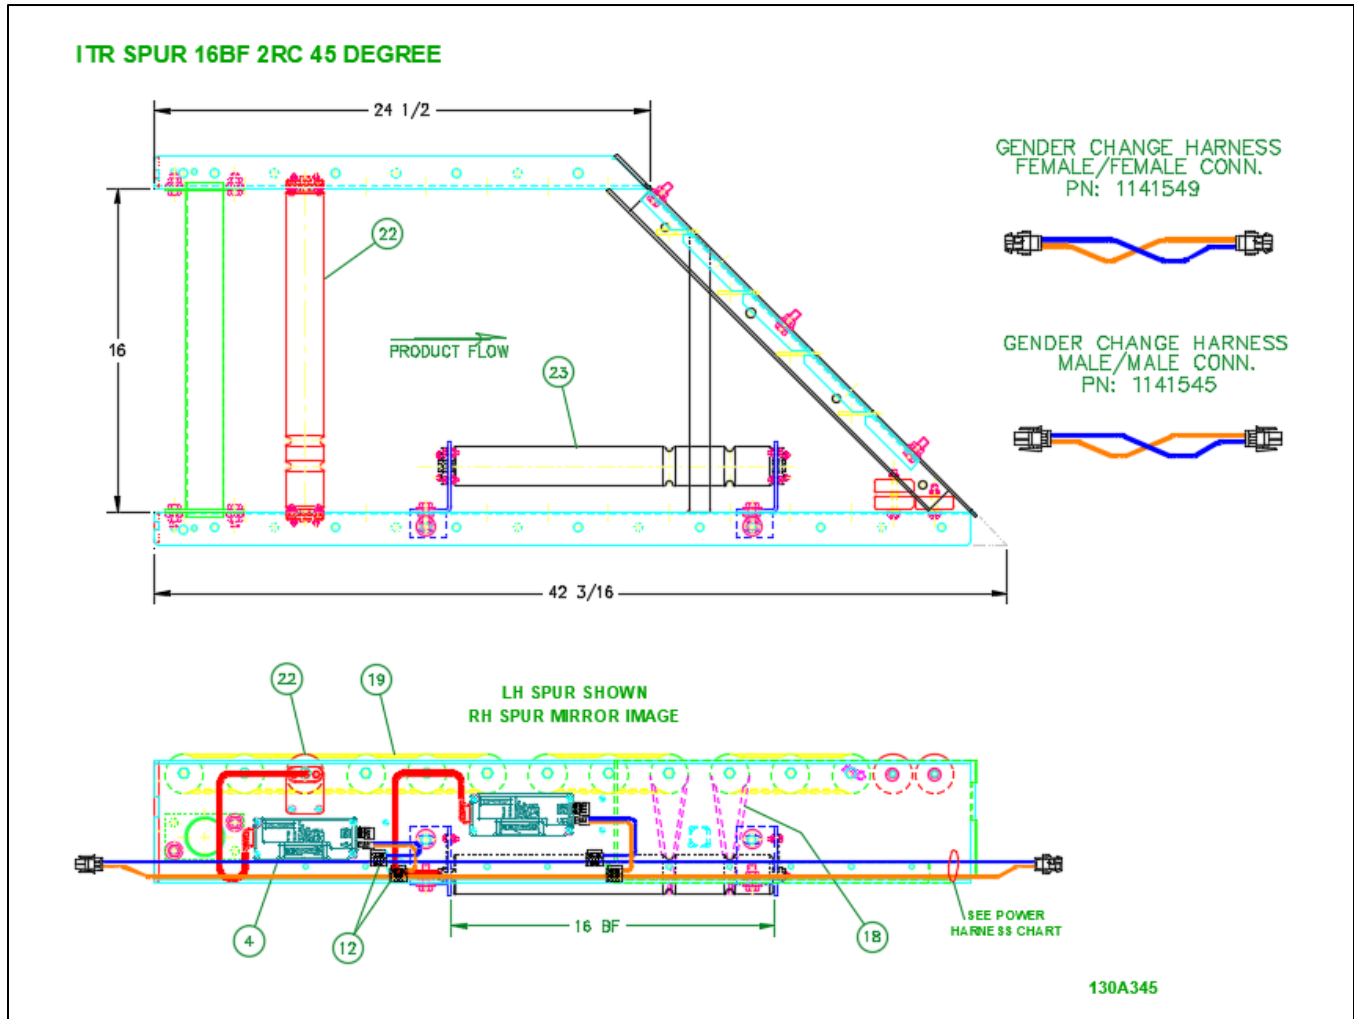 ITR SPUR 16BF 2RC 45 DEGREE
24 1/2
GENDER CHANGE HARNESS
FEMALE/FEMALE CONN.
PN: 1141549
22
16
PRODUCT FLOW
GENDER CHANGE HARNESS
MALE/MALE CONN.
PN: 1141545
23
42 3/16
22
19
LH SPUR SHOWN
RH SPUR MIRROR IMAGE
4
12
16 BF
18
SEE POWER
HARNESS CHART
130A345